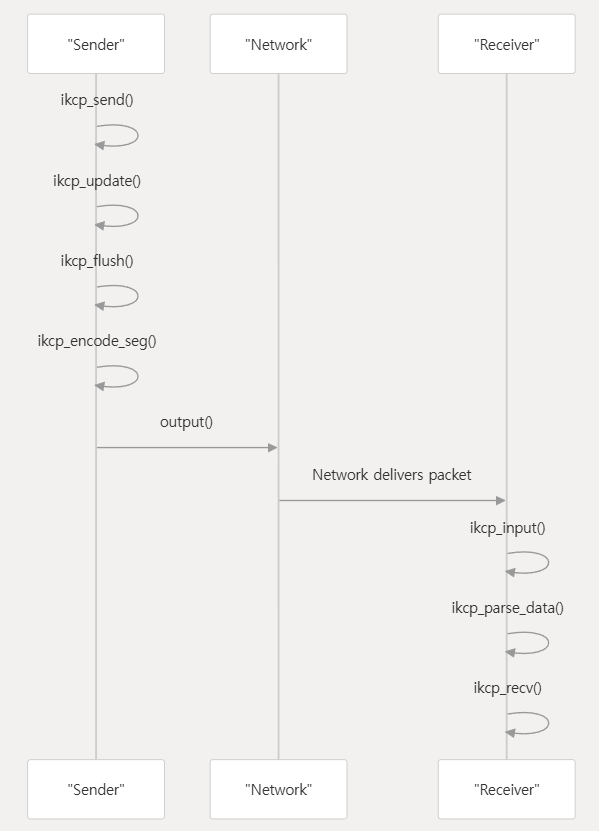 "Sender"
"Network"
"Receiver"
ikcp_send()
ikcp_update()
ikcp_flush()
ikcp_encode_seg()
output()
Network delivers packet
ikcp_input()
ikcp_parse_data()
ikcp_recv()
"Sender"
"Network"
"Receiver"